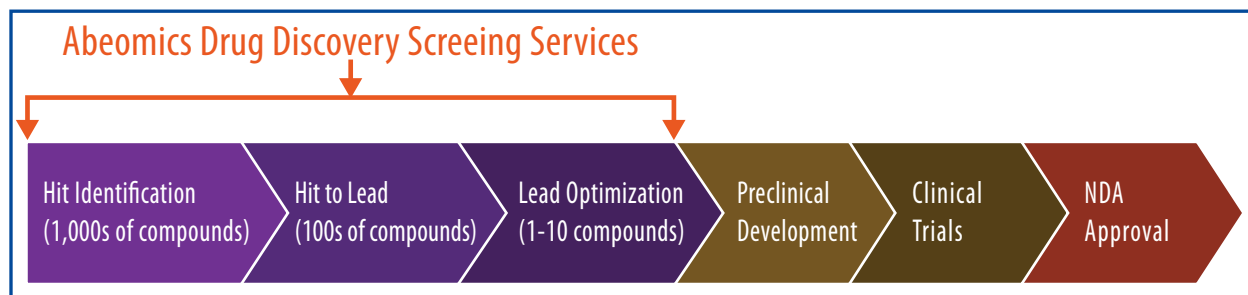 Abeomics Drug Discovery Screeing Services
Hit Identification
(1,000s of compounds)
Hit to Lead
(100s of compounds)
Lead Optimization
(1-10 compounds)
Preclinical
Development
Clinical
Trials
NDA
Approval